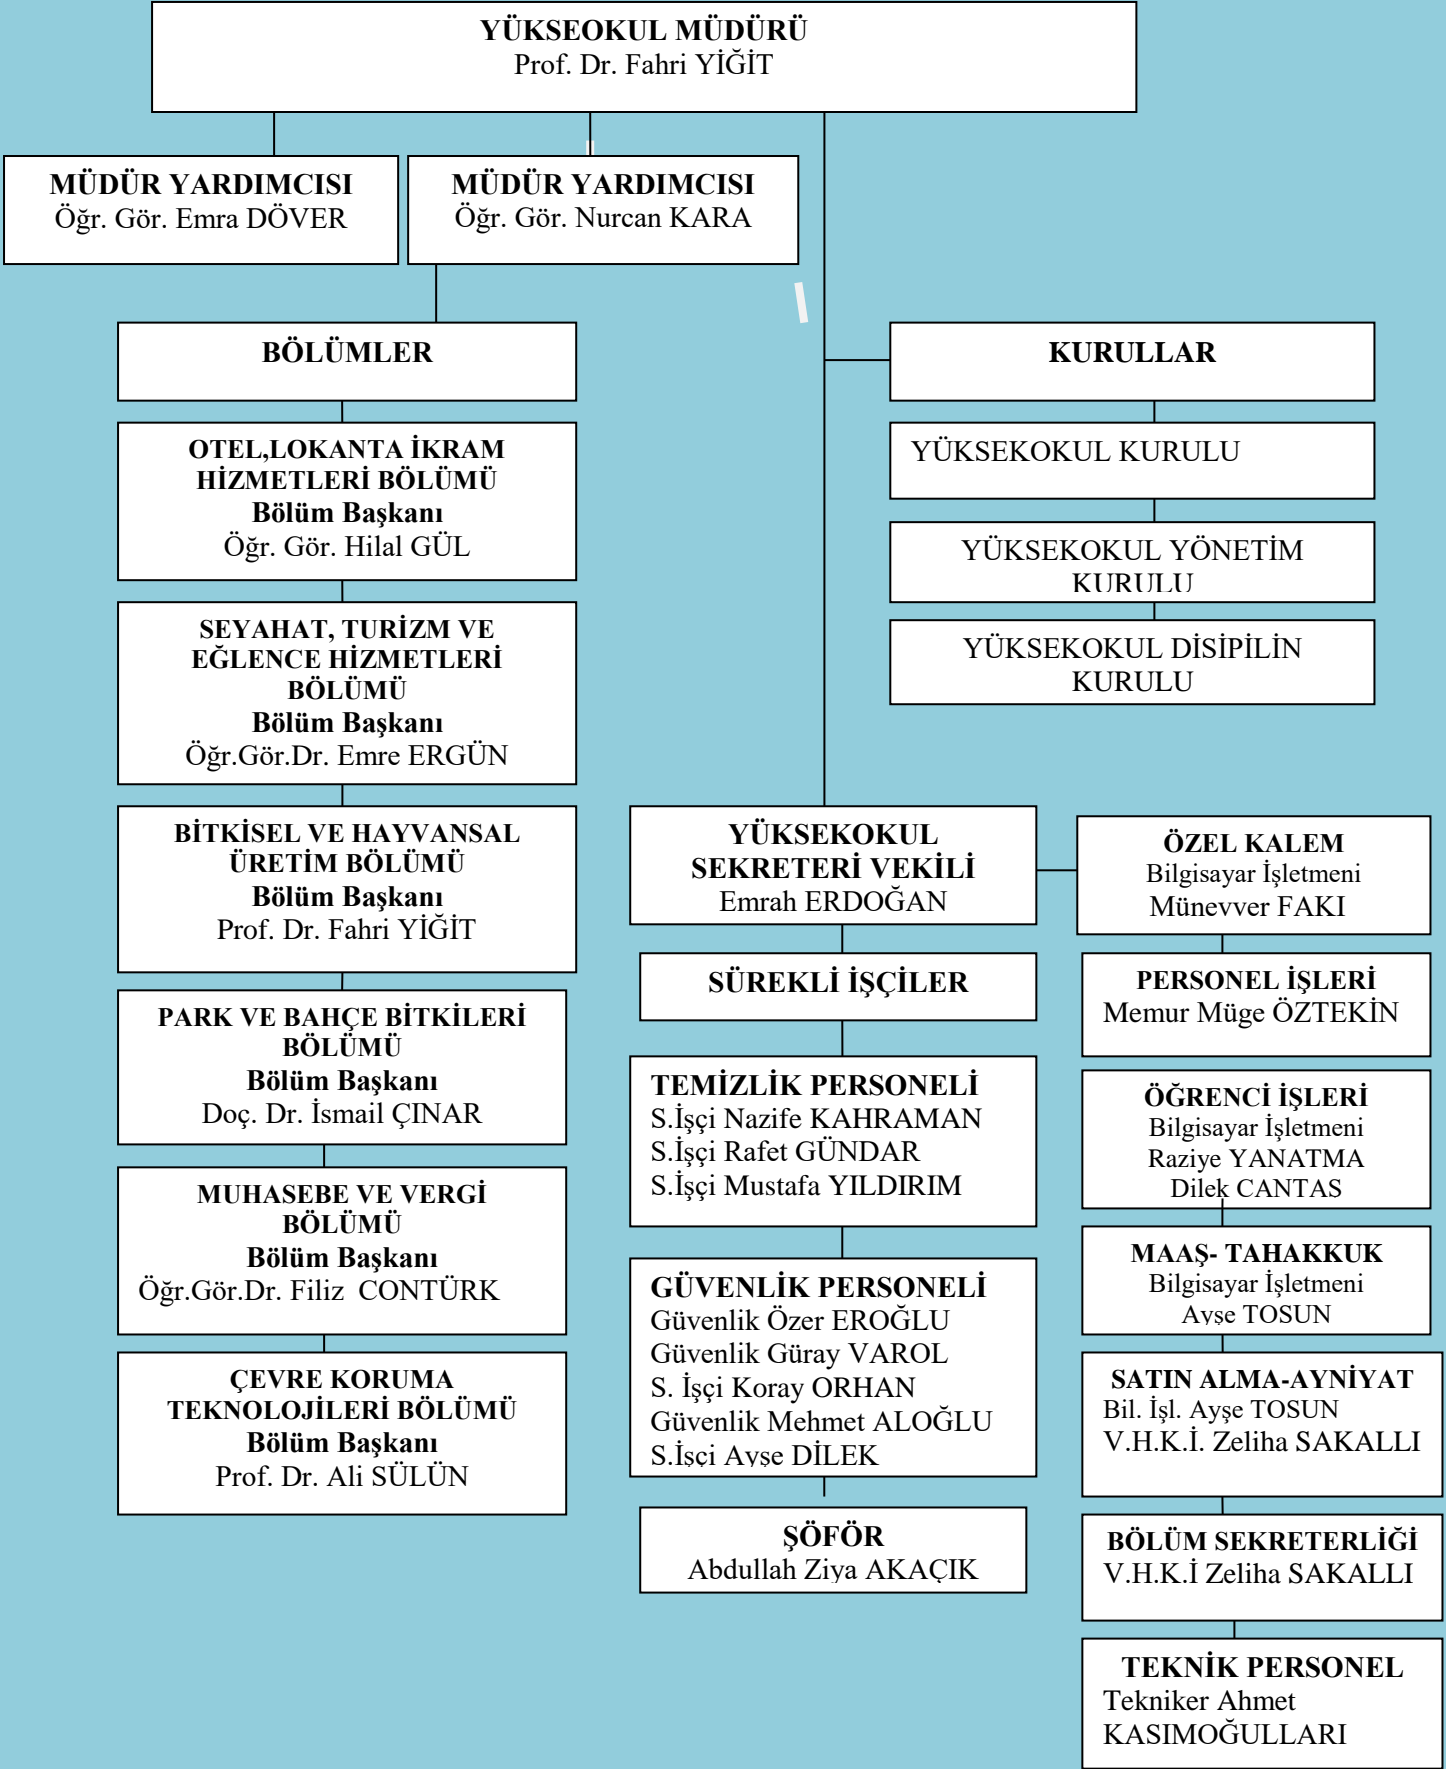 YÜKSEOKUL MÜDÜRÜ
Prof. Dr. Fahri YİĞİT
MÜDÜR YARDIMCISI
Öğr. Gör. Emra DÖVER
MÜDÜR YARDIMCISI
Öğr. Gör. Nurcan KARA
BÖLÜMLER
OTEL,LOKANTA İKRAM
HİZMETLERİ BÖLÜMÜ
Bölüm Başkanı
Öğr. Gör. Hilal GÜL
SEYAHAT, TURİZM VE
EĞLENCE HİZMETLERİ
BÖLÜMÜ
Bölüm Başkanı
Öğr.Gör.Dr. Emre ERGÜN
BİTKİSEL VE HAYVANSAL
ÜRETİM BÖLÜMÜ
Bölüm Başkanı
Prof. Dr. Fahri YİĞİT
PARK VE BAHÇE BİTKİLERİ
BÖLÜMÜ
Bölüm Başkanı
Doç. Dr. İsmail ÇINAR
MUHASEBE VE VERGİ
BÖLÜMÜ
Bölüm Başkanı
Öğr.Gör.Dr. Filiz CONTÜRK
ÇEVRE KORUMA
TEKNOLOJİLERİ BÖLÜMÜ
Bölüm Başkanı
Prof. Dr. Ali SÜLÜN
KURULLAR
YÜKSEKOKUL KURULU
YÜKSEKOKUL YÖNETİM
KURULU
YÜKSEKOKUL DİSİPİLİN
KURULU
YÜKSEKOKUL
SEKRETERİ VEKİLİ
Emrah ERDOĞAN
SÜREKLİ İŞÇİLER
TEMİZLİK PERSONELİ
S.İşçi Nazife KAHRAMAN
S.İşçi Rafet GÜNDAR
S.İşçi Mustafa YILDIRIM
GÜVENLİK PERSONELİ
Güvenlik Özer EROĞLU
Güvenlik Güray VAROL
S. İşçi Koray ORHAN
Güvenlik Mehmet ALOĞLU
S.İşçi Ayşe DİLEK
ŞÖFÖR
Abdullah Ziya AKAÇIK
ÖZEL KALEM
Bilgisayar İşletmeni
Münevver FAKI
PERSONEL İŞLERİ
Memur Müge ÖZTEKİN
ÖĞRENCİ İŞLERİ
Bilgisayar İşletmeni
Raziye YANATMA
Dilek CANTAS
MAAŞ- TAHAKKUK
Bilgisayar İşletmeni
Ayşe TOSUN
SATIN ALMA-AYNİYAT
Bil. İşl. Ayşe TOSUN
V.H.K.İ. Zeliha SAKALLI
BÖLÜM SEKRETERLİĞİ
V.H.K.İ Zeliha SAKALLI
TEKNİK PERSONEL
Tekniker Ahmet
KASIMOĞULLARI